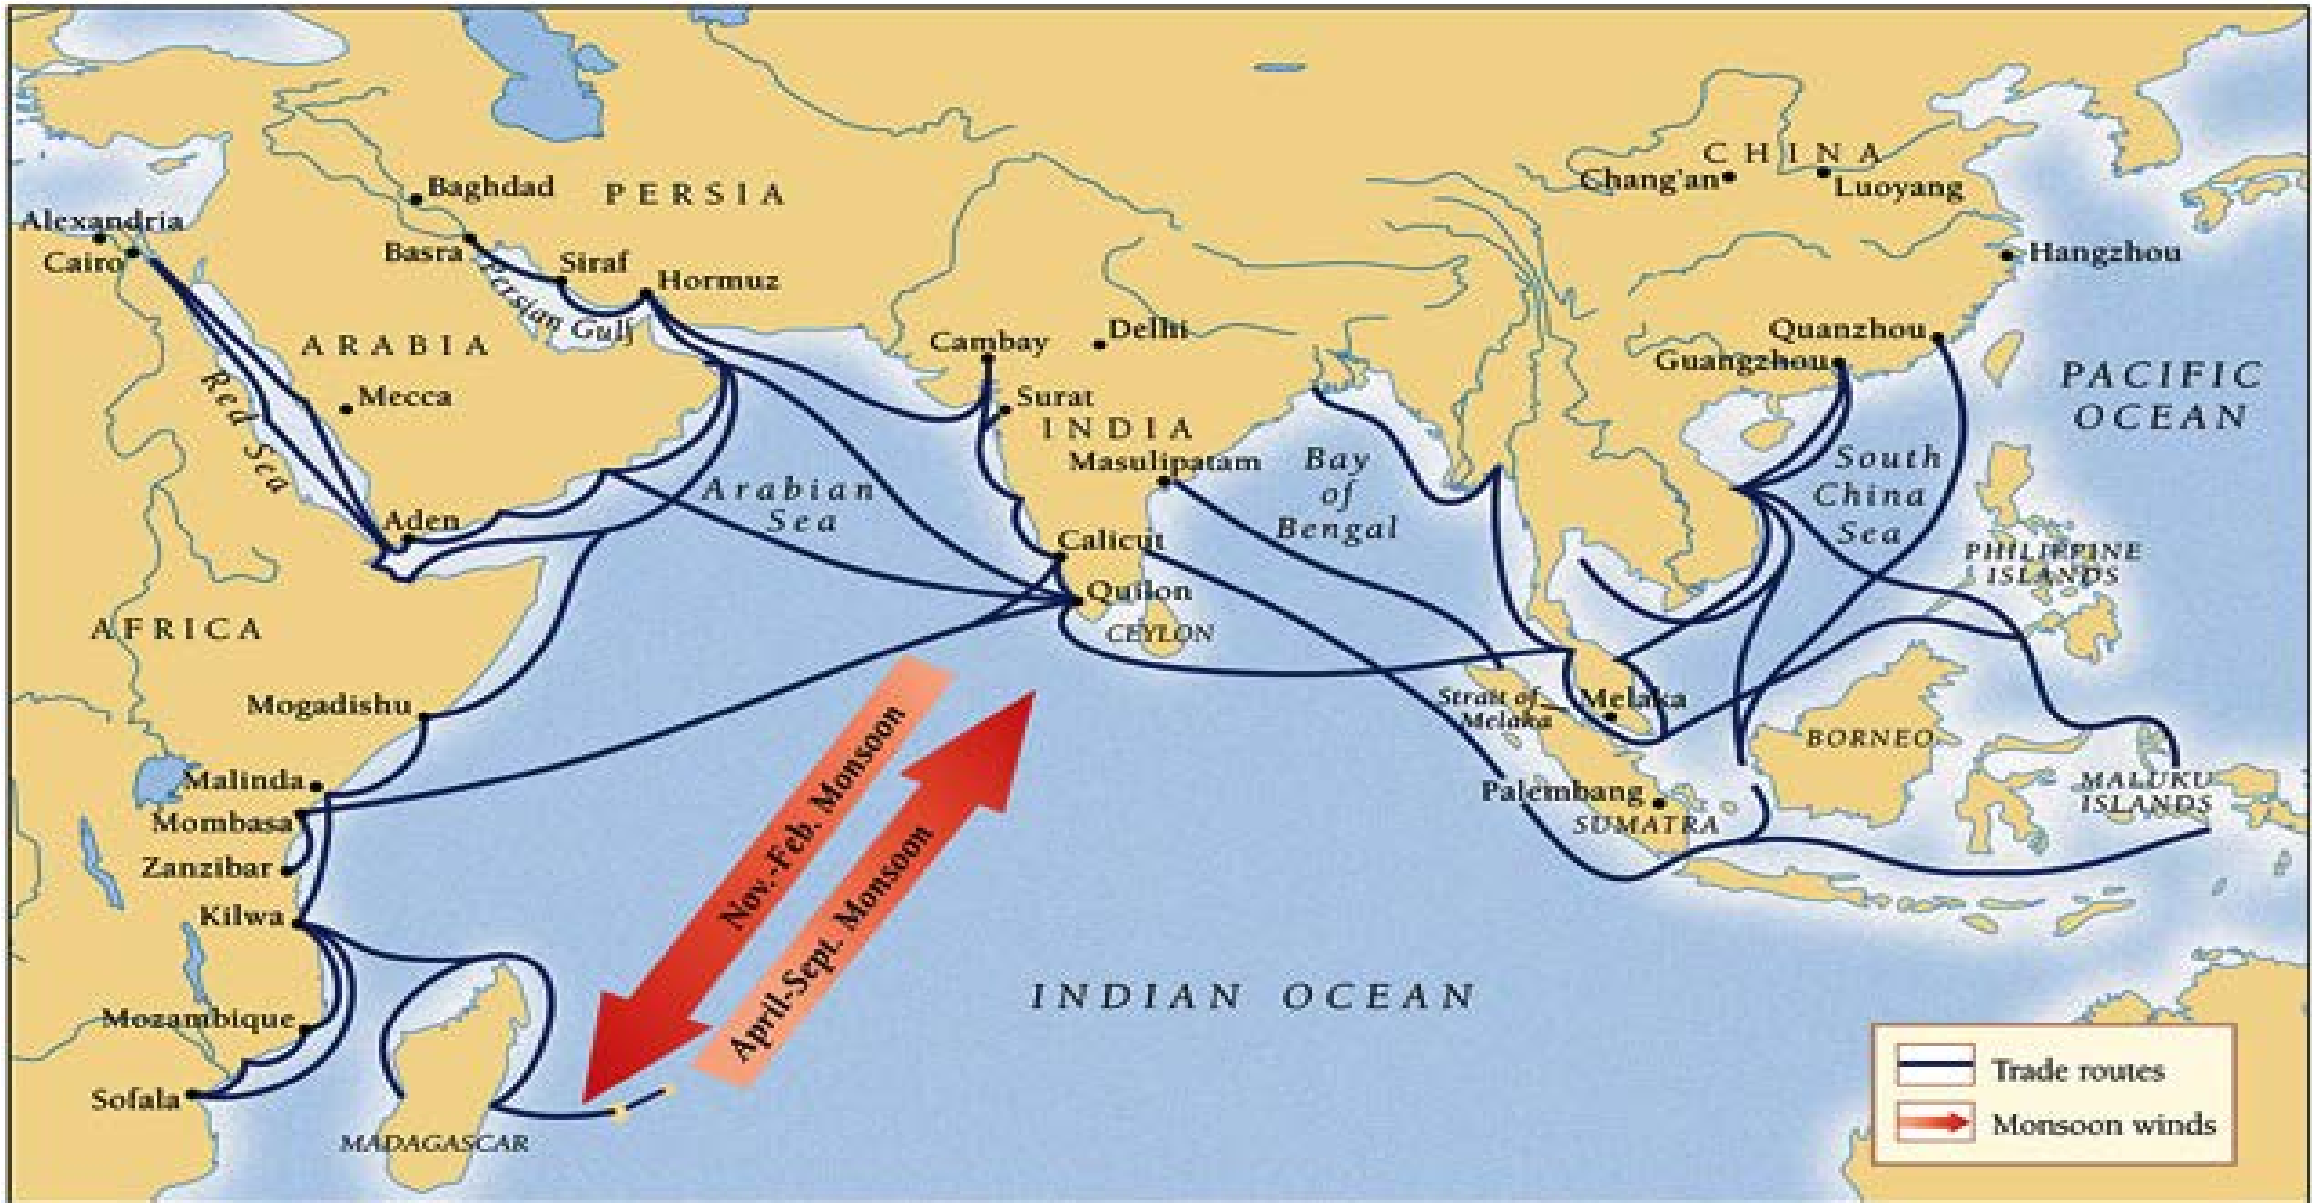 CHINA
Chang'an
Luoyang
Baghdad
PERSIA
Alexandria
Cairo
Basra
Siraf
Hormuz
Persian Gulf
Hangzhou
ARABIA
Mecca
Red Sea
Cambay
Delhi
Surat
INDIA
Masulipatam
Quanzhou
Guangzhou
PACIFIC
OCEAN
Arabian
Sea
Bay
of
Bengal
South
China
Sea
Aden
Calicut
Quilon
CEYLON
PHILIPPINE
ISLANDS
AFRICA
Mogadishu
Strait of
Melaka
Melaka
BORNEO
Malinda
Mombasa
Zanzibar
Kilwa
Palembang
SUMATRA
MALUKU
ISLANDS
Nov.-Feb. Monsoon
April-Sept. Monsoon
INDIAN OCEAN
Mozambique
Sofala
MADAGASCAR
Trade routes
Monsoon winds